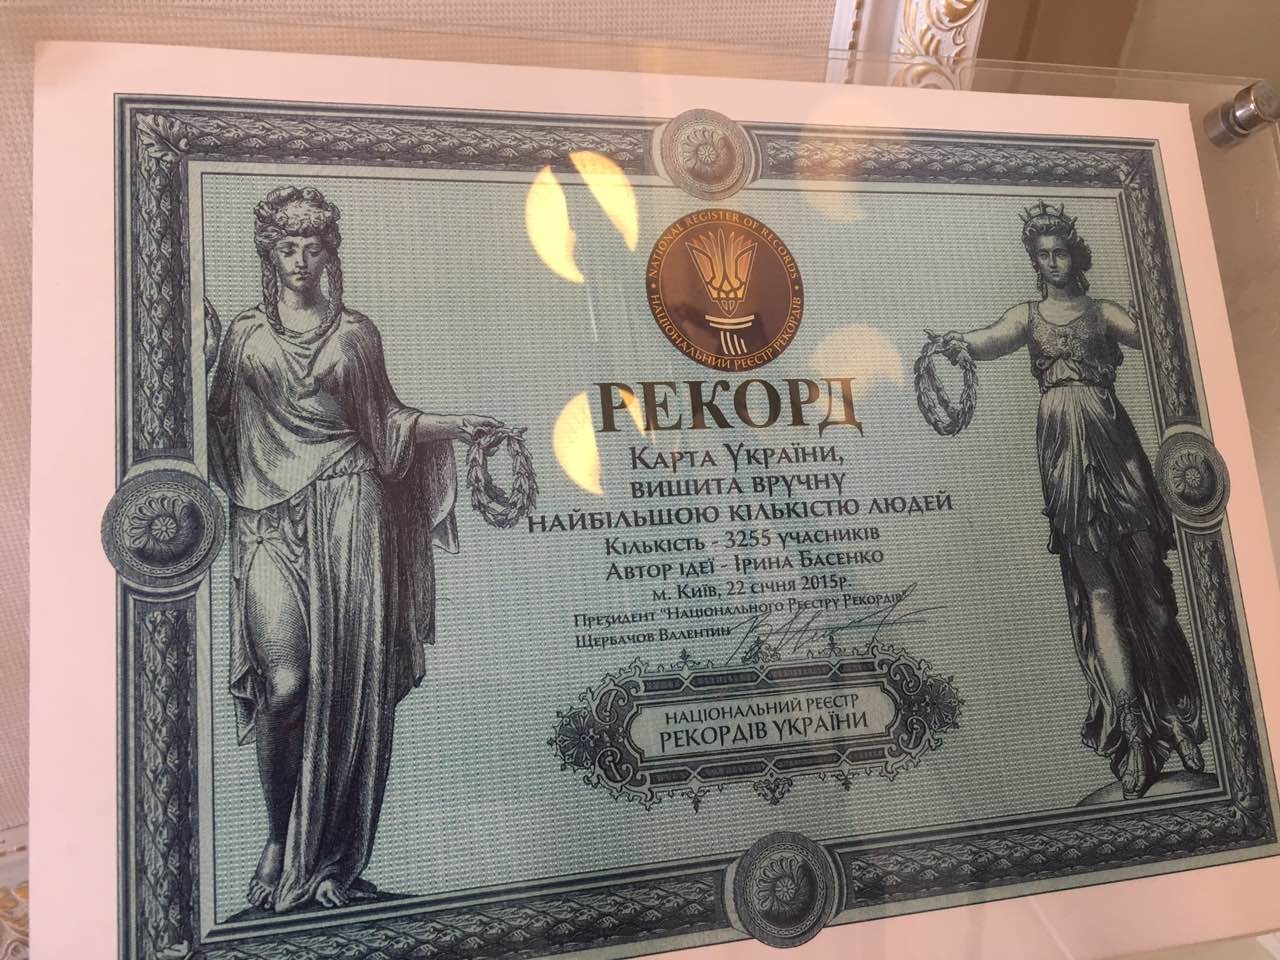 NATIONAL REGISTER OF RECORDS
НАЦІОНАЛЬНИЙ РЕЄСТР РЕКОРДІВ
РЕКОРД
Карта України,
вишита вручну
найбільшою кількістю людей
Кількість - 3255 учасників
Автор ідеї - Ірина Басенко
м. Київ, 22 січня 2015р.
Президент "Національного Реєстру Рекордів"
Щербачов Валентин
НАЦІОНАЛЬНИЙ РЕЄСТР
РЕКОРДІВ УКРАЇНИ